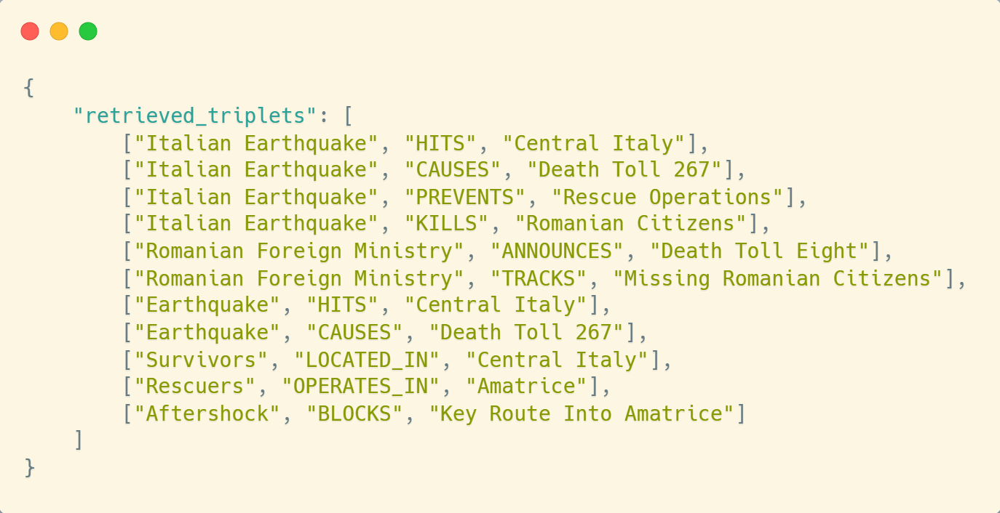 {
    "retrieved_triplets": [
        ["Italian Earthquake", "HITS", "Central Italy"],
        ["Italian Earthquake", "CAUSES", "Death Toll 267"],
        ["Italian Earthquake", "PREVENTS", "Rescue Operations"],
        ["Italian Earthquake", "KILLS", "Romanian Citizens"],
        ["Romanian Foreign Ministry", "ANNOUNCES", "Death Toll Eight"],
        ["Romanian Foreign Ministry", "TRACKS", "Missing Romanian Citizens"],
        ["Earthquake", "HITS", "Central Italy"],
        ["Earthquake", "CAUSES", "Death Toll 267"],
        ["Survivors", "LOCATED_IN", "Central Italy"],
        ["Rescuers", "OPERATES_IN", "Amatrice"],
        ["Aftershock", "BLOCKS", "Key Route Into Amatrice"]
    ]
}